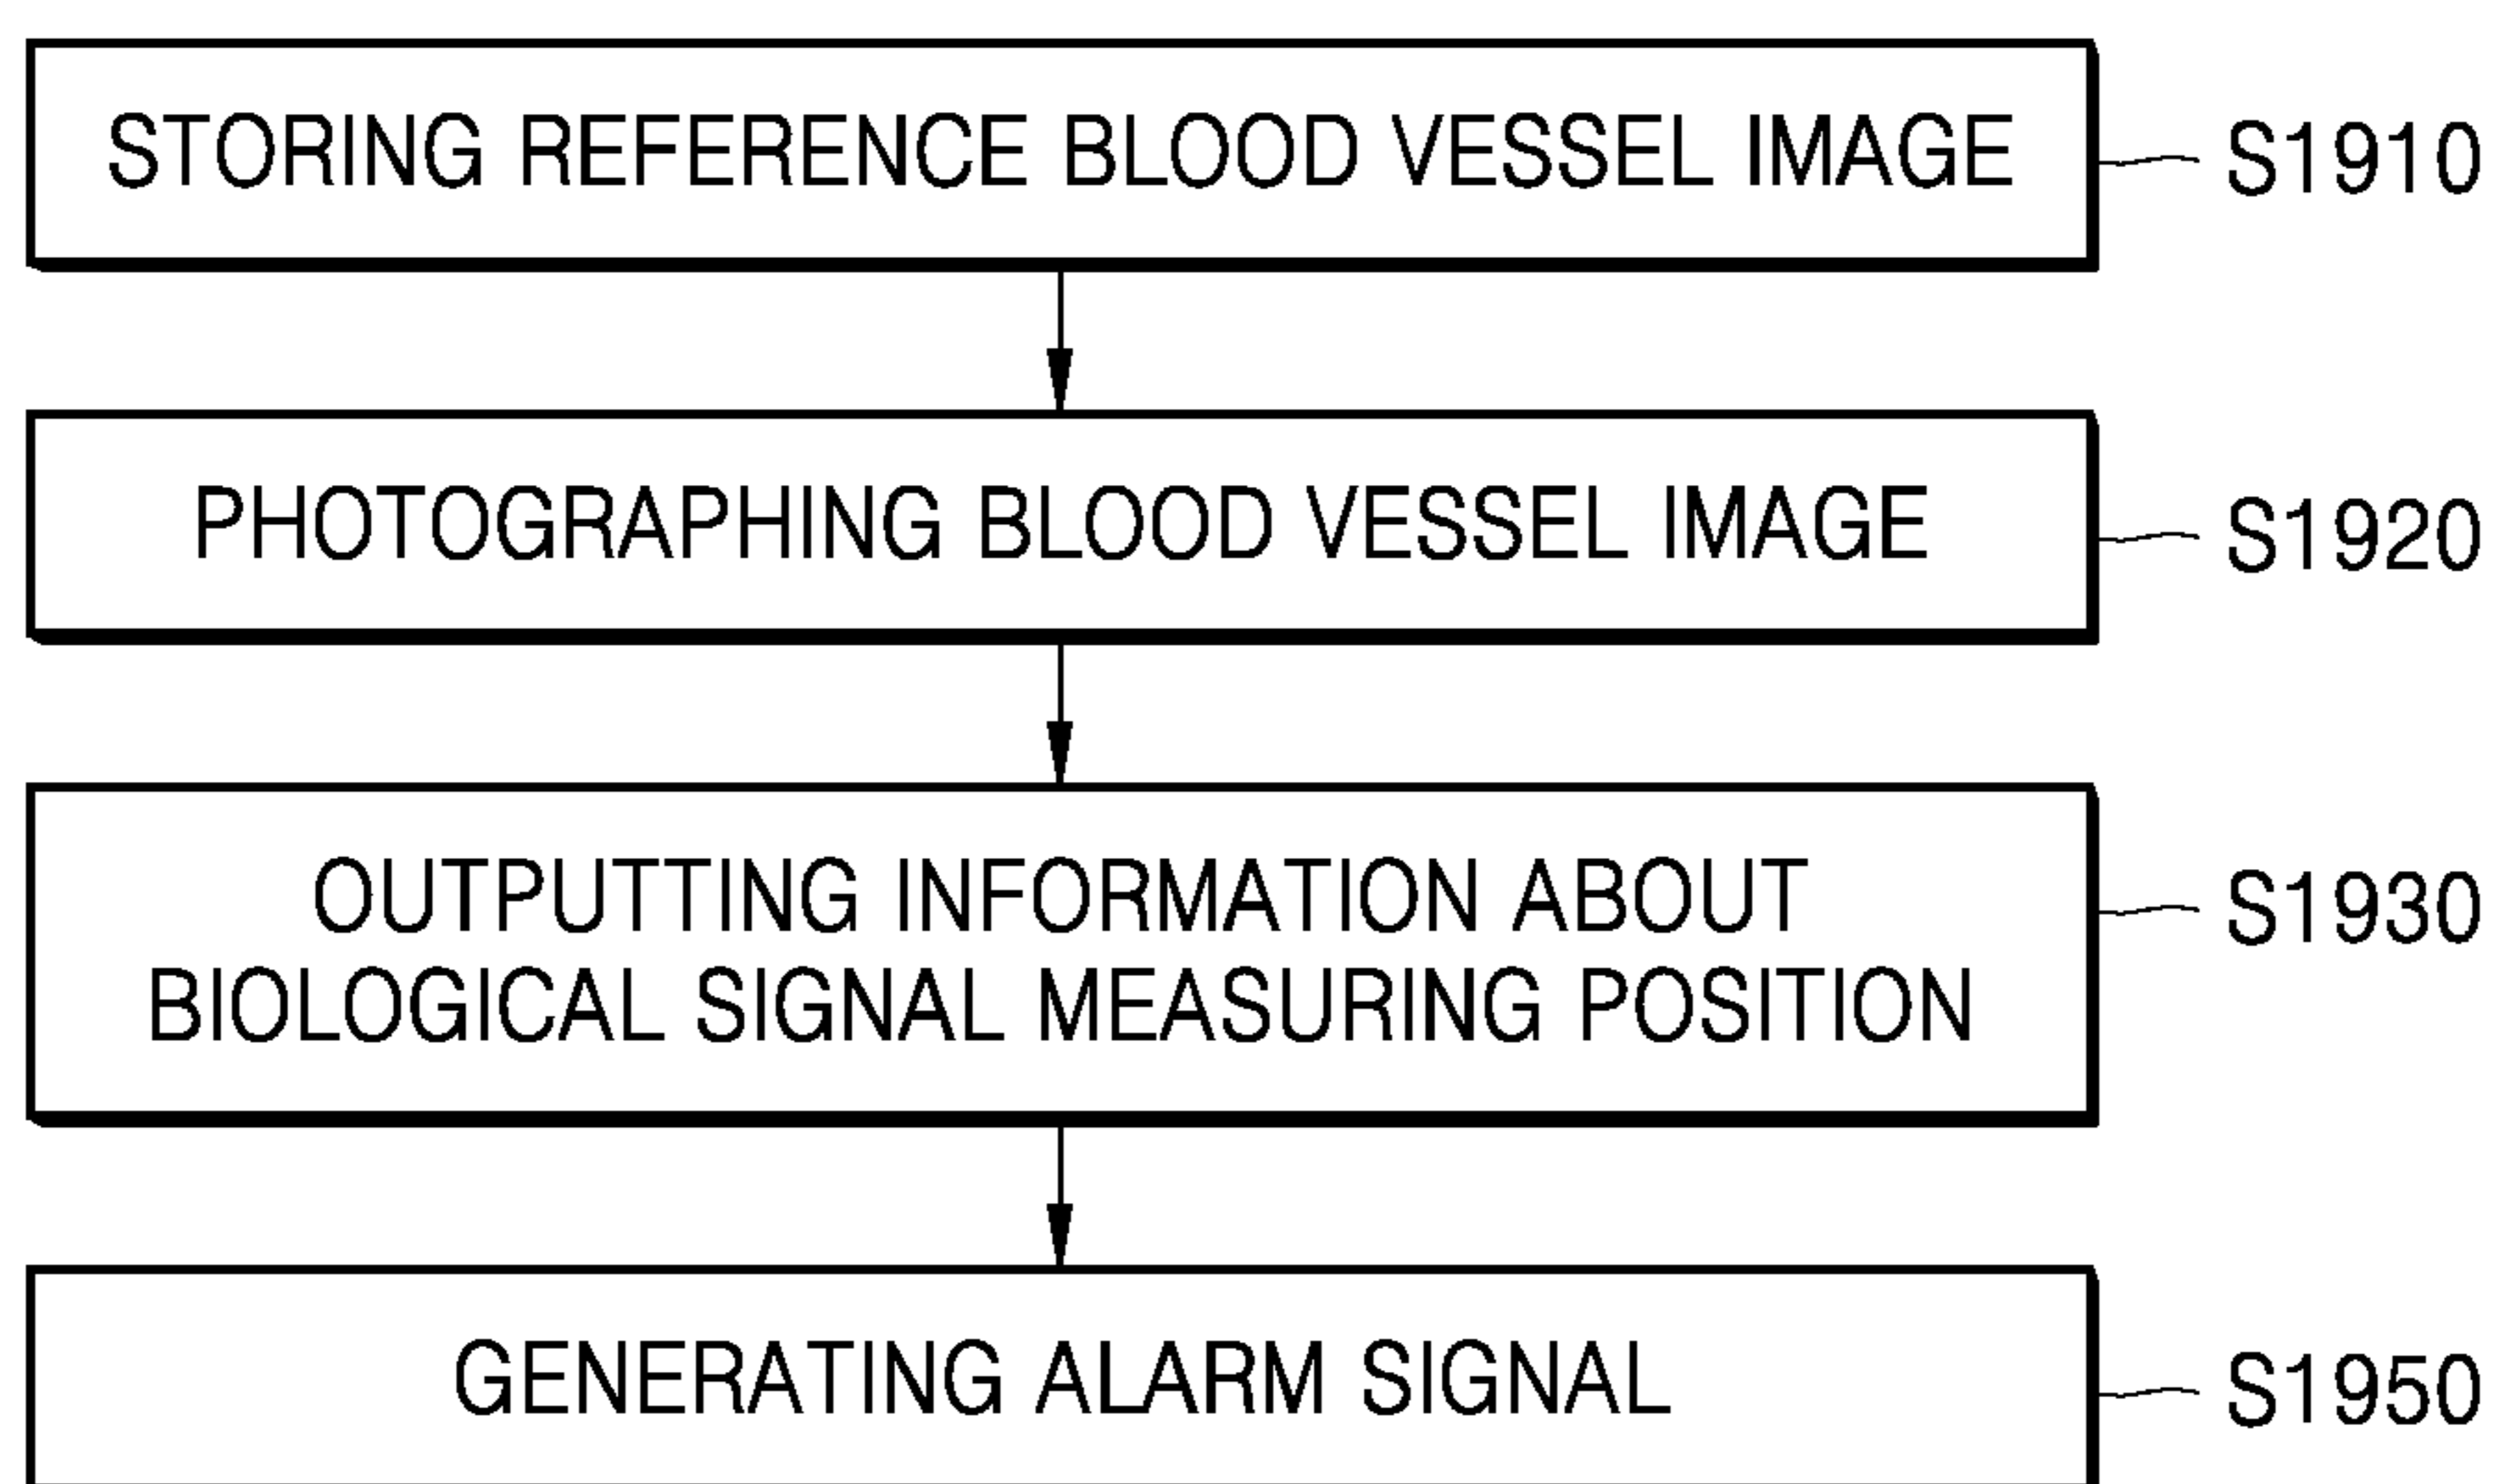 STORING REFERENCE BLOOD VESSEL IMAGE
S1910
PHOTOGRAPHING BLOOD VESSEL IMAGE
S1920
OUTPUTTING INFORMATION ABOUT
BIOLOGICAL SIGNAL MEASURING POSITION
S1930
GENERATING ALARM SIGNAL
S1950